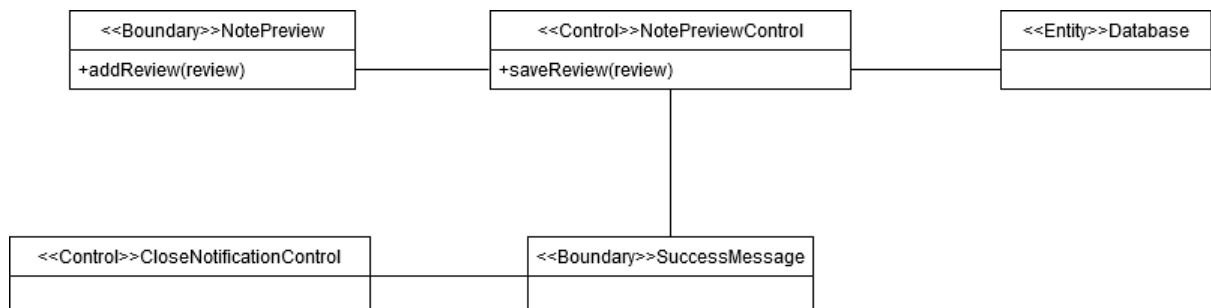 <<Boundary>>NotePreview
+addReview(review)
<<Control>>NotePreviewControl
+saveReview(review)
<<Entity>>Database
<<Control>>CloseNotificationControl
<<Boundary>>SuccessMessage